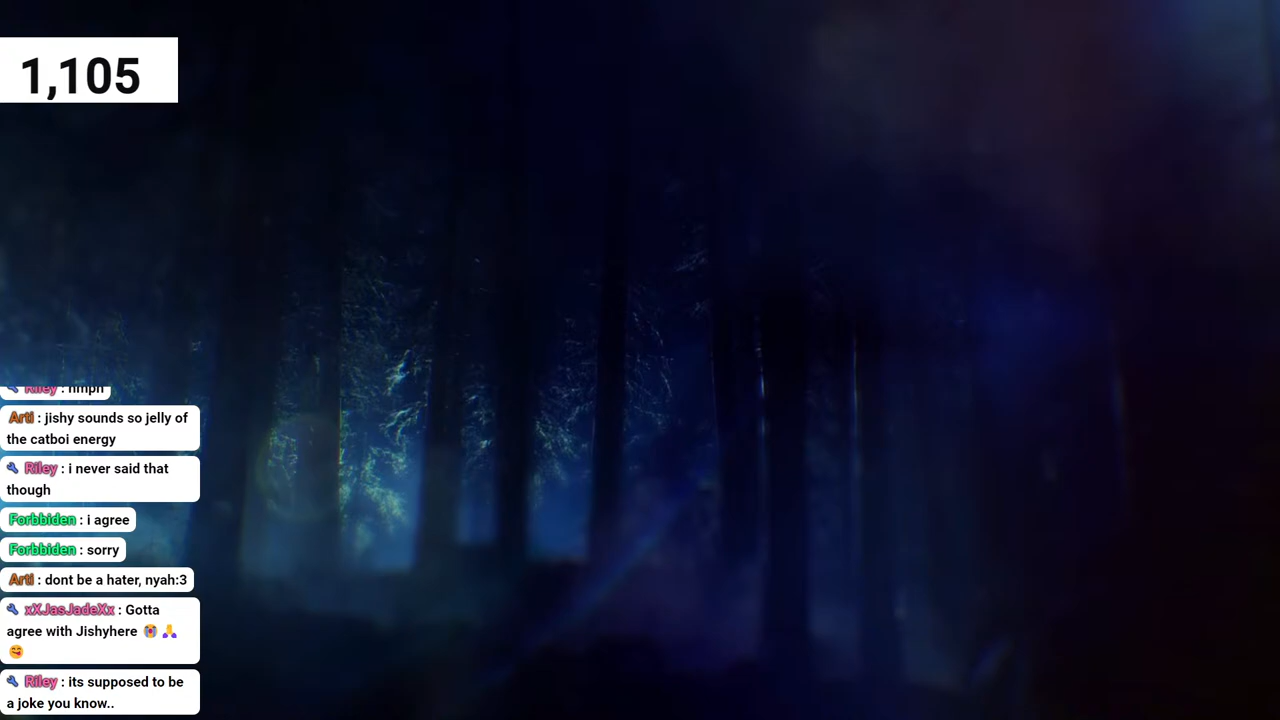 1,105
Riley : hmph
Arti : jishy sounds so jelly of
the catboi energy
Riley : i never said that
though
Forbbiden : i agree
Forbbiden : sorry
Arti : dont be a hater, nyah:3
xXJasJadeXx : Gotta
agree with Jishyhere 😭 🙏
😋
Riley : its supposed to be
a joke you know..